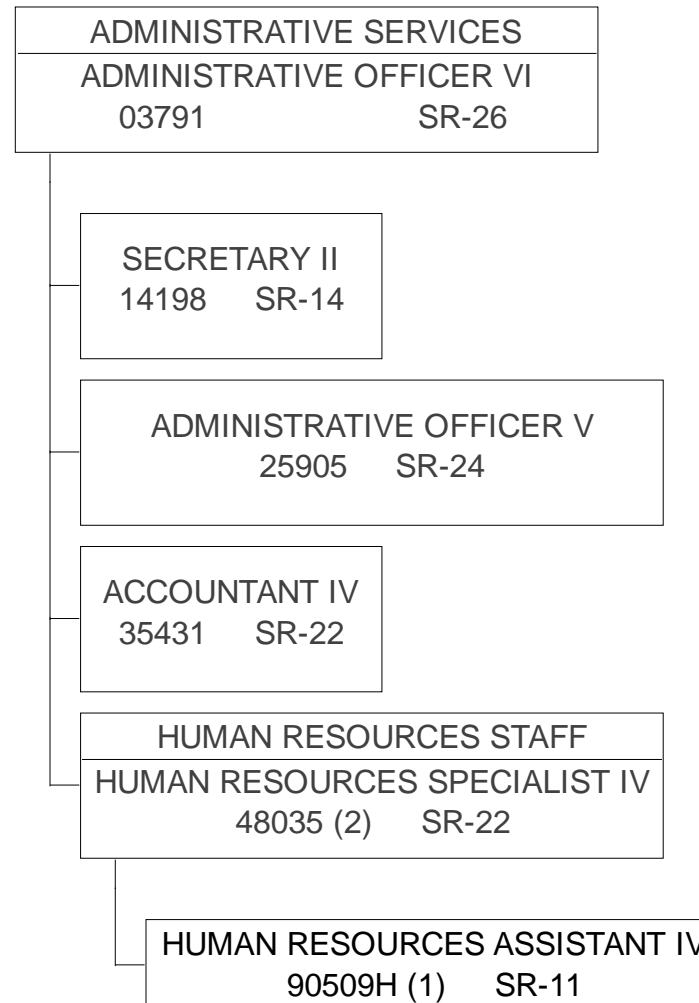 ADMINISTRATIVE SERVICES
ADMINISTRATIVE OFFICER VI
03791 SR-26
SECRETARY II
14198 SR-14
ADMINISTRATIVE OFFICER V
25905 SR-24
ACCOUNTANT IV
35431 SR-22
HUMAN RESOURCES STAFF
HUMAN RESOURCES SPECIALIST IV
48035 (2) SR-22
HUMAN RESOURCES ASSISTANT IV
90509H (1) SR-11